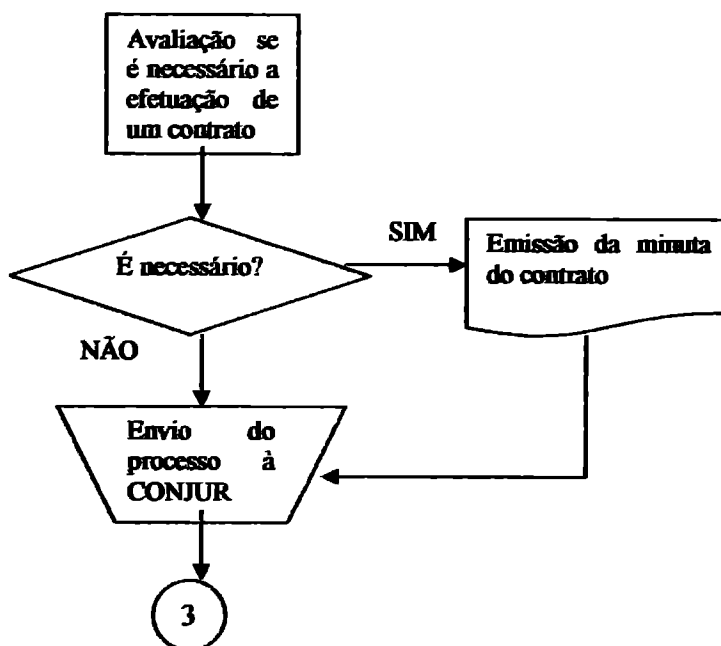 Avaliação se
é necessário a
efetuação de
um contrato
É necessário?
SIM
Emissão da minuta
do contrato
NÃO
Envio do
processo à
CONJUR
3